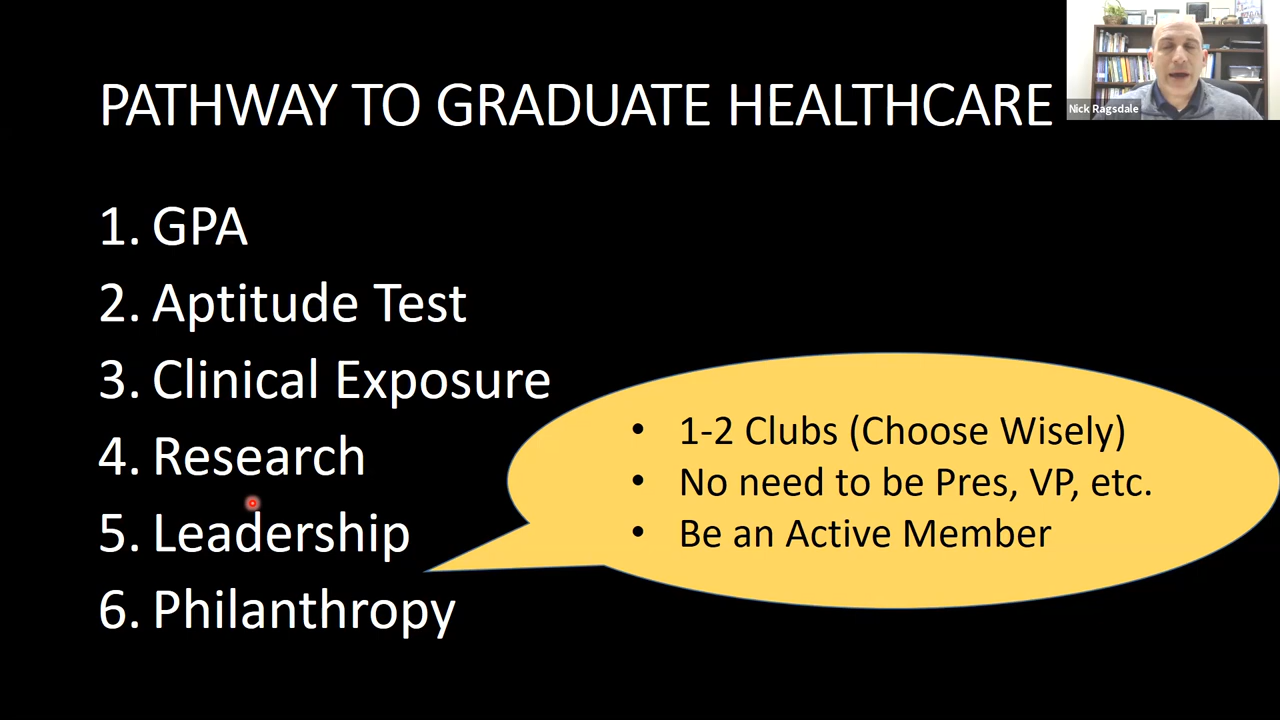 PATHWAY TO GRADUATE HEALTHCARE
Nick Ragsdale
1. GPA
2. Aptitude Test
3. Clinical Exposure
4. Research
5. Leadership
6. Philanthropy
• 1-2 Clubs (Choose Wisely)
• No need to be Pres, VP, etc.
• Be an Active Member